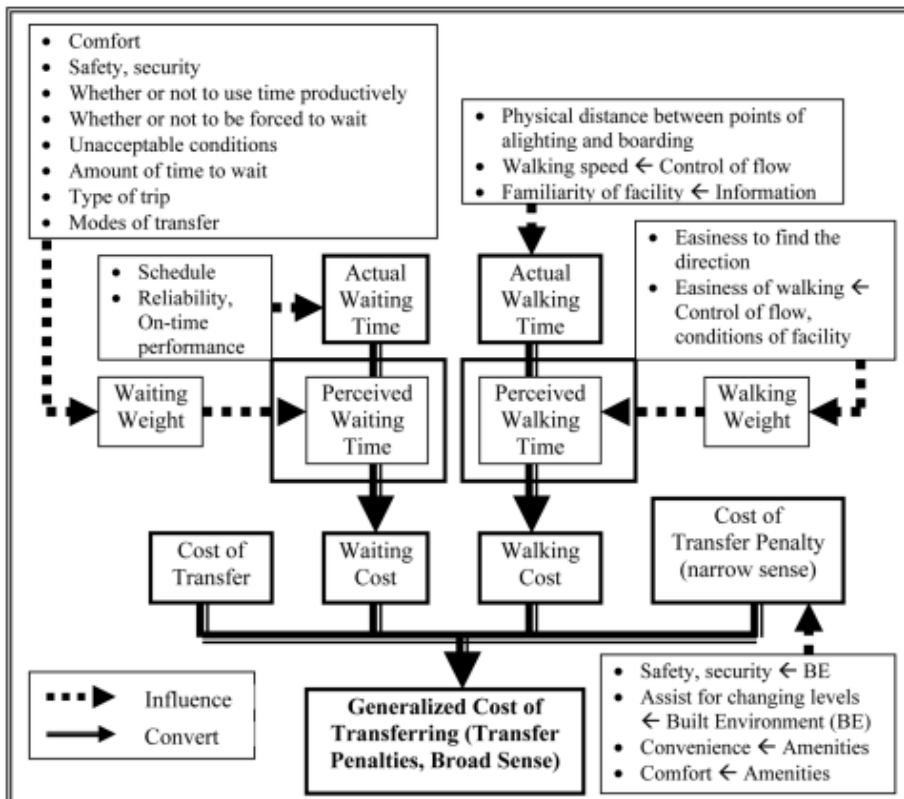 • Comfort
• Safety, security
• Whether or not to use time productively
• Whether or not to be forced to wait
• Unacceptable conditions
• Amount of time to wait
• Type of trip
• Modes of transfer
• Physical distance between points of
alighting and boarding
• Walking speed ← Control of flow
• Familiarity of facility ← Information
• Schedule
• Reliability,
On-time
performance
Actual
Waiting
Time
Actual
Walking
Time
• Easiness to find the
direction
• Easiness of walking ←
Control of flow,
conditions of facility
Waiting
Weight
Perceived
Waiting
Time
Perceived
Walking
Time
Walking
Weight
Cost of
Transfer
Waiting
Cost
Walking
Cost
Cost of
Transfer Penalty
(narrow sense)
Influence
Convert
Generalized Cost of
Transferring (Transfer
Penalties, Broad Sense)
• Safety, security ← BE
• Assist for changing levels
← Built Environment (BE)
• Convenience ← Amenities
• Comfort ← Amenities